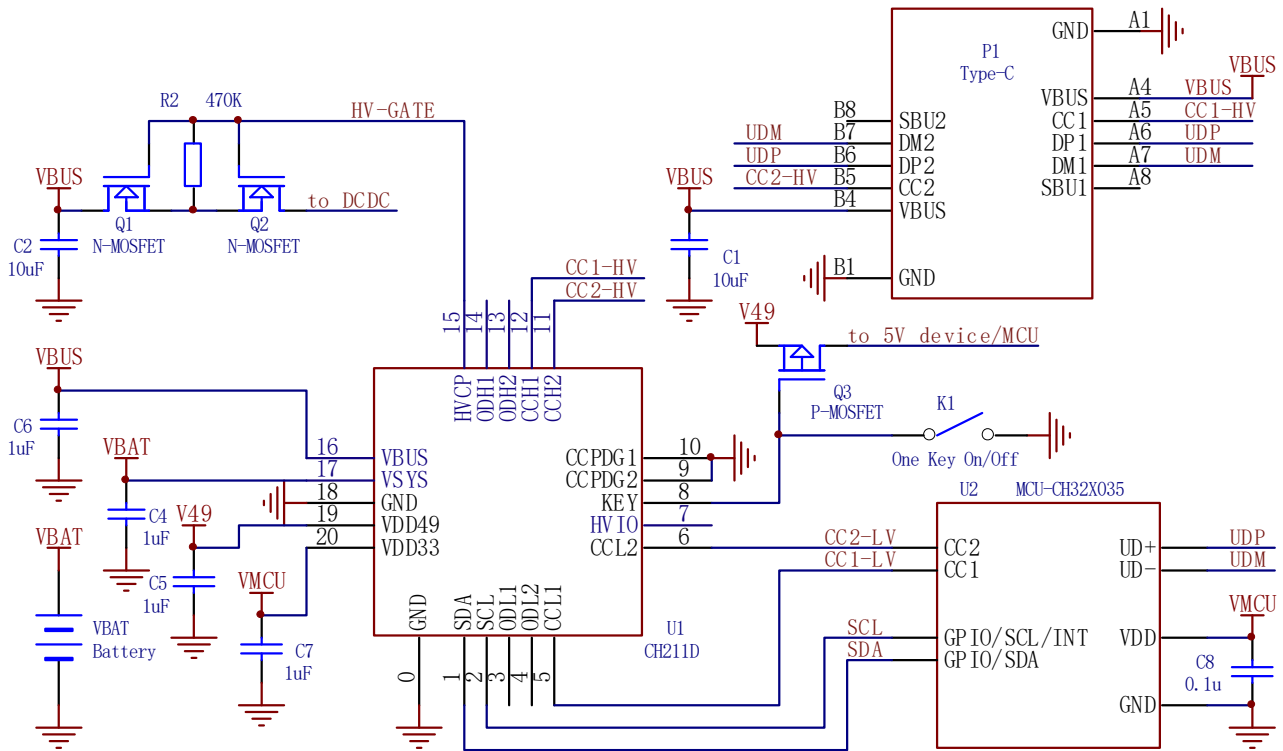 R2 470K
HV-GATE
VBUS
Q1
N-MOSFET
Q2
N-MOSFET
to DCDC
C2
10uF
P1
Type-C
GND A1
VBUS
VBUS A4 VBUS
CC1 A5 CC1-HV
DP1 A6 UDP
DM1 A7 UDM
SBU1 A8
B8 SBU2
UDM B7 DM2
UDP B6 DP2
CC2-HV B5 CC2
VBUS
B4 VBUS
C1
10uF
B1 GND
CC1-HV
CC2-HV
15 14 13 12 11
HVCP ODH1 ODH2 CCH1 CCH2
V49
to 5V device/MCU
Q3
P-MOSFET
K1
One Key On/Off
VBUS
C6
1uF
VBAT
C4
1uF
V49
C5
1uF
VMCU
C7
1uF
VBAT
VBAT
Battery
16 VBUS
17 VSYS
18 GND
19 VDD49
20 VDD33
CCPDG1 10
CCPDG2 9
KEY 8
HVIO 7
CCL2 6
GND SDA SCL ODL1 ODL2 CCL1
0 1 2 3 4 5
U1
CH211D
U2 MCU-CH32X035
CC2-LV CC2
CC1-LV CC1
SCL GPIO/SCL/INT
SDA GPIO/SDA
UD+ UDP
UD- UDM
VMCU
VDD
C8
0.1u
GND